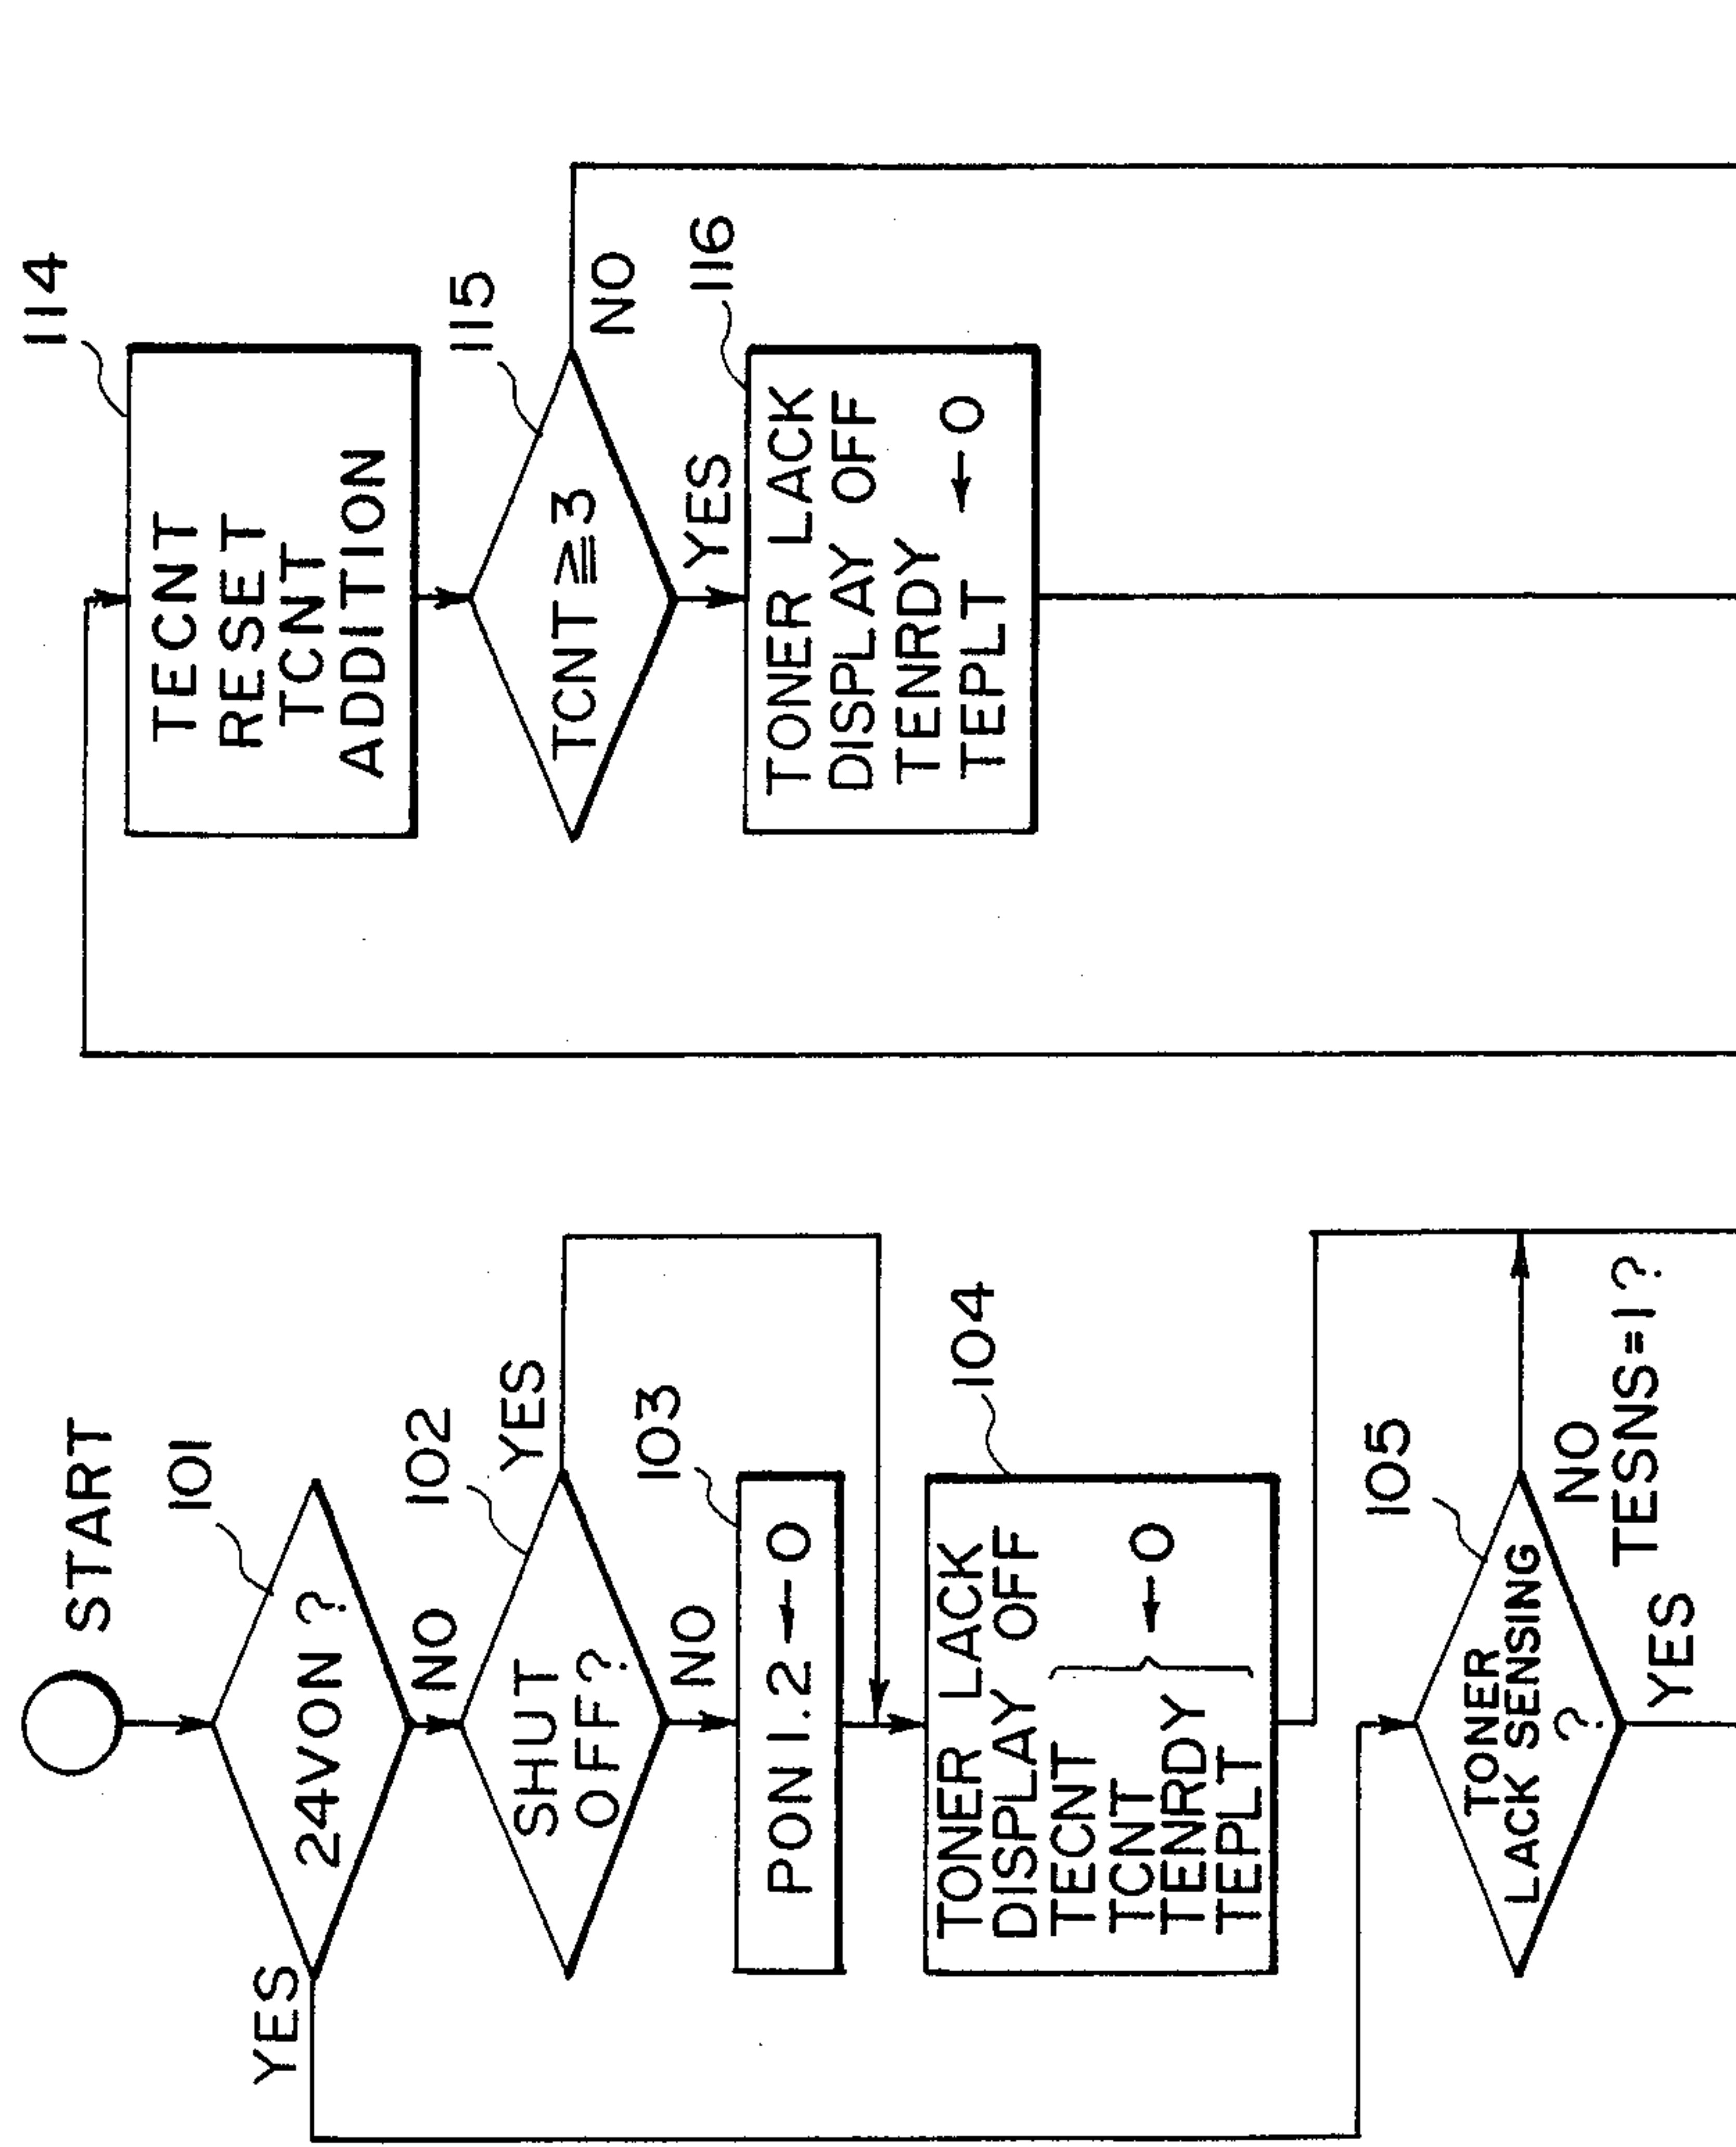 START
101
24VON ?
YES
NO
102
SHUT
OFF?
YES
NO
103
PON1.2 ← 0
104
TONER LACK
DISPLAY OFF
TECNT
TCNT
TENRDY
TEPLT
← 0
105
TONER
LACK SENSING
?
NO
TESNS=1?
YES
114
TECNT
RESET
TCNT
ADDITION
115
TCNT ≧3
NO
YES
116
TONER LACK
DISPLAY OFF
TENRDY
TEPLT ← 0